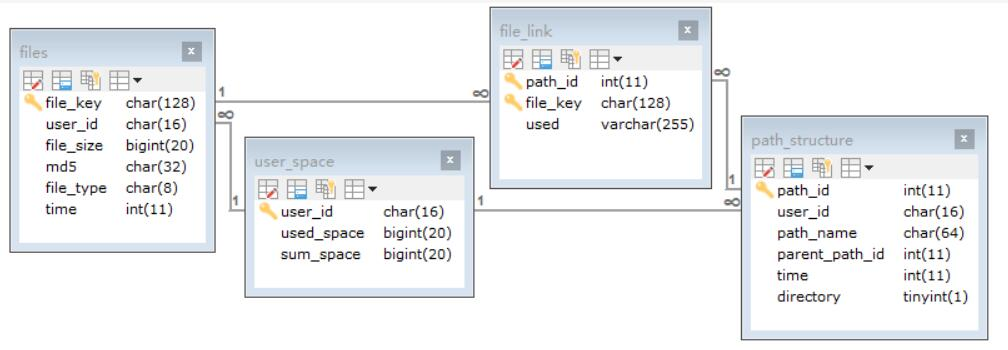 files
file_key char(128)
user_id char(16)
file_size bigint(20)
md5 char(32)
file_type char(8)
time int(11)
1
∞
∞
1
file_link
path_id int(11)
file_key char(128)
used varchar(255)
user_space
user_id char(16)
used_space bigint(20)
sum_space bigint(20)
1
∞
∞
1
path_structure
path_id int(11)
user_id char(16)
path_name char(64)
parent_path_id int(11)
time int(11)
directory tinyint(1)